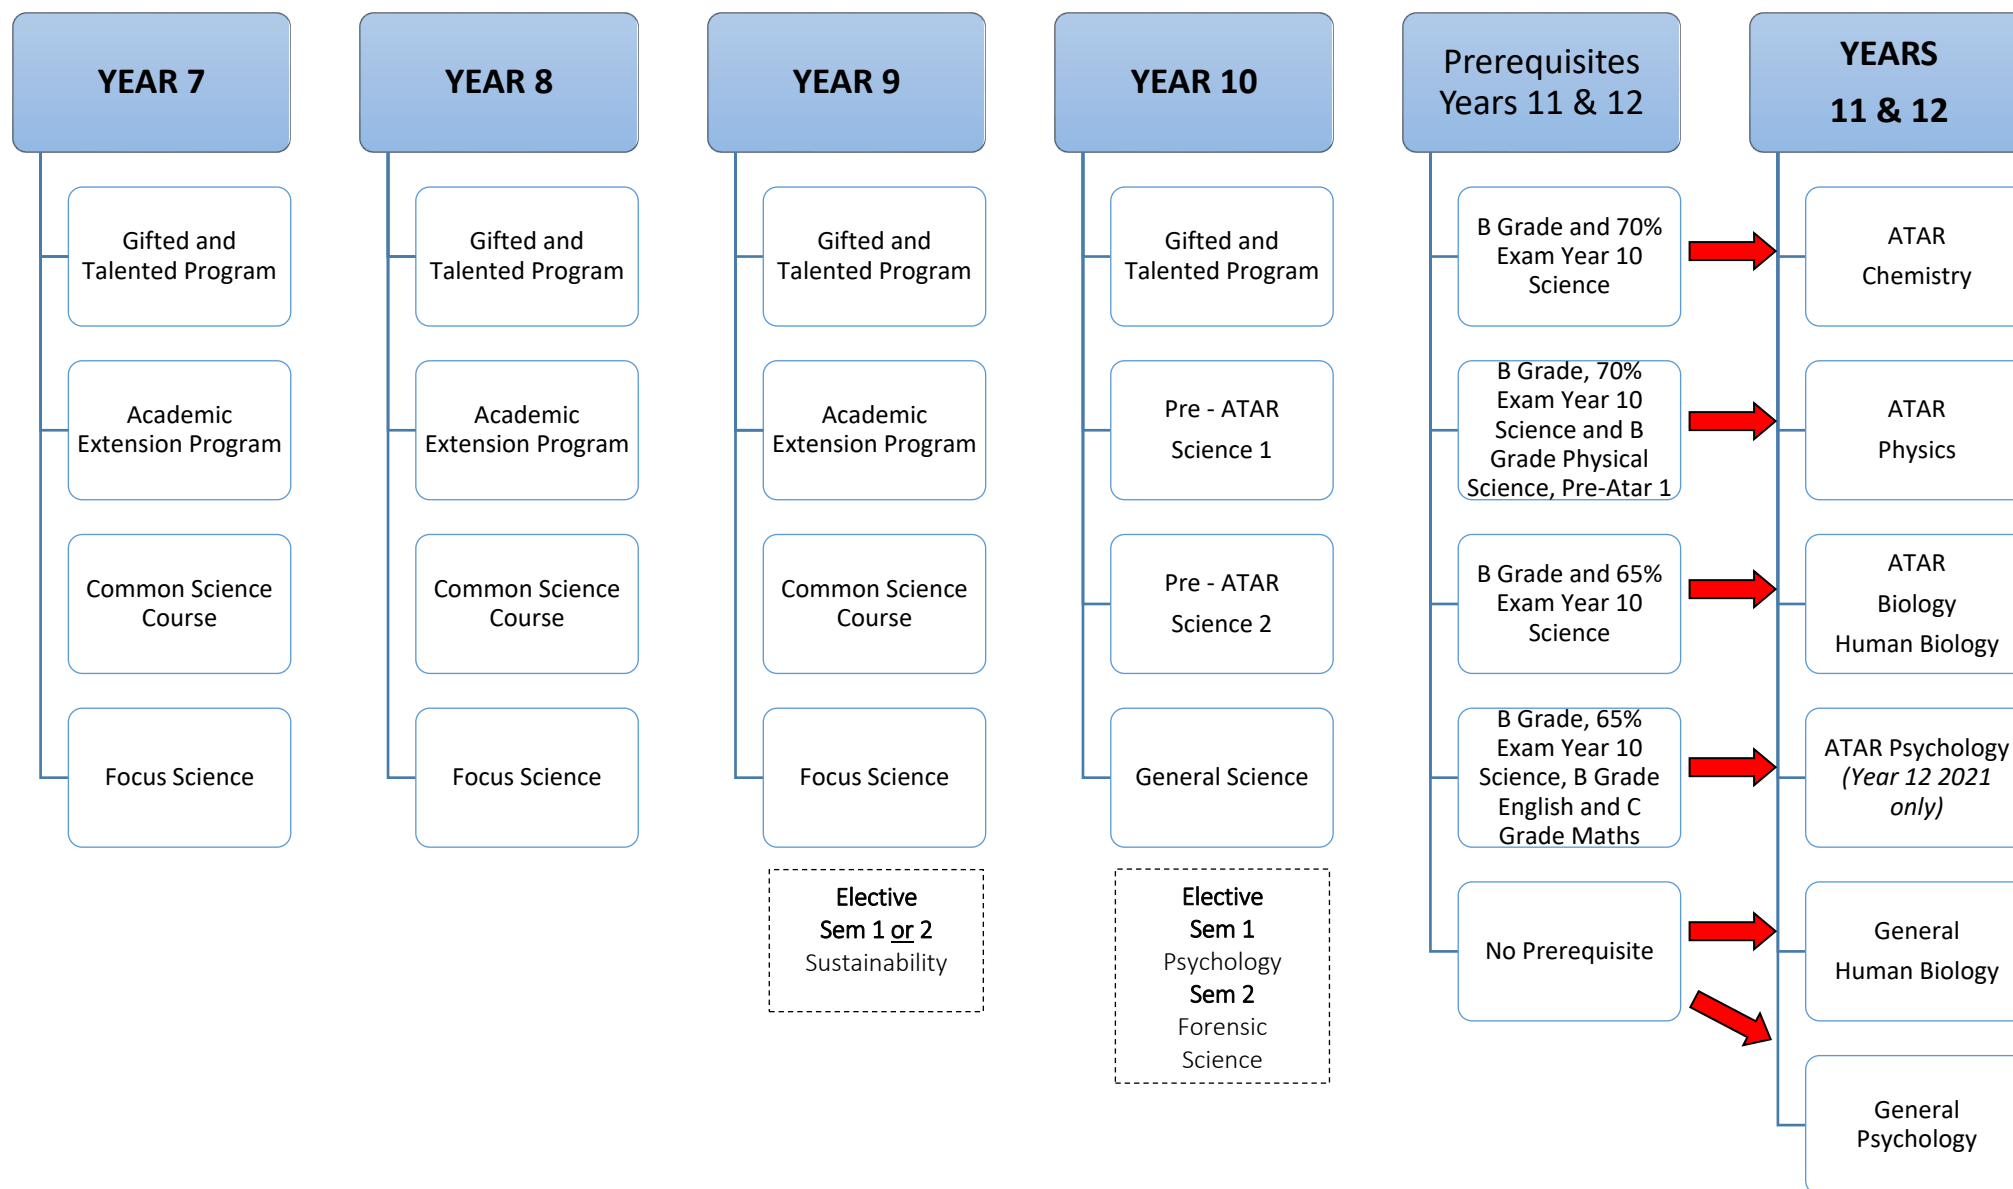 YEAR 7
Gifted and
Talented Program
Academic
Extension Program
Common Science
Course
Focus Science
YEAR 8
Gifted and
Talented Program
Academic
Extension Program
Common Science
Course
Focus Science
YEAR 9
Gifted and
Talented Program
Academic
Extension Program
Common Science
Course
Focus Science
Elective
Sem 1 or 2
Sustainability
YEAR 10
Gifted and
Talented Program
Pre - ATAR
Science 1
Pre - ATAR
Science 2
General Science
Elective
Sem 1
Psychology
Sem 2
Forensic
Science
Prerequisites
Years 11 & 12
B Grade and 70%
Exam Year 10
Science
B Grade, 70%
Exam Year 10
Science and B
Grade Physical
Science, Pre-Atar 1
B Grade and 65%
Exam Year 10
Science
B Grade, 65%
Exam Year 10
Science, B Grade
English and C
Grade Maths
No Prerequisite
YEARS
11 & 12
ATAR
Chemistry
ATAR
Physics
ATAR
Biology
Human Biology
ATAR Psychology
(Year 12 2021
only)
General
Human Biology
General
Psychology